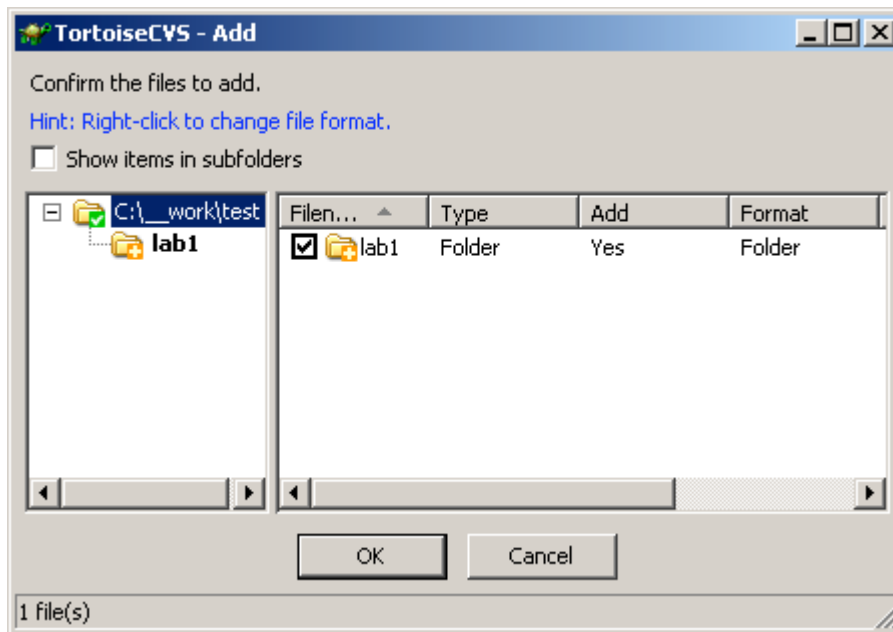 TortoiseCVS - Add
Confirm the files to add.
Hint: Right-click to change file format.
Show items in subfolders
C:\__work\test
lab1
Filen... Type Add Format
lab1 Folder Yes Folder
OK Cancel
1 file(s)